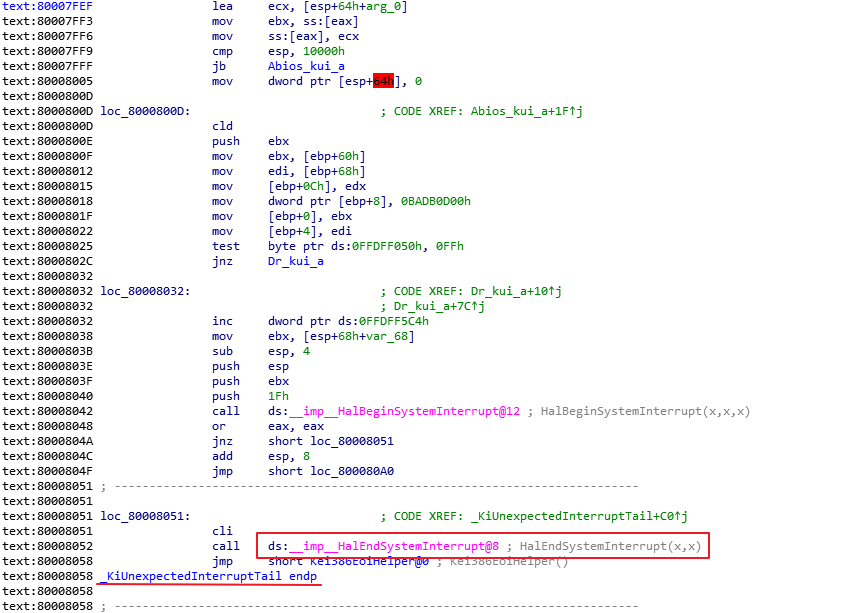 text:80007FEF lea ecx, [esp+64h+arg_0]
text:80007FF3 mov ebx, ss:[eax]
text:80007FF6 mov ss:[eax], ecx
text:80007FF9 cmp esp, 10000h
text:80007FFF jb Abios_kui_a
text:80008005 mov dword ptr [esp+64h], 0
text:8000800D
text:8000800D loc_8000800D: ; CODE XREF: Abios_kui_a+1F↑j
text:8000800D cld
text:8000800E push ebx
text:8000800F mov ebx, [ebp+60h]
text:80008012 mov edi, [ebp+68h]
text:80008015 mov [ebp+0Ch], edx
text:80008018 mov dword ptr [ebp+8], 0BADB0D00h
text:8000801F mov [ebp+0], ebx
text:80008022 mov [ebp+4], edi
text:80008025 test byte ptr ds:0FFDFF050h, 0FFh
text:8000802C jnz Dr_kui_a
text:80008032
text:80008032 loc_80008032: ; CODE XREF: Dr_kui_a+10↑j
text:80008032 ; Dr_kui_a+7C↑j
text:80008032 inc dword ptr ds:0FFDFF5C4h
text:80008038 mov ebx, [esp+68h+var_68]
text:8000803B sub esp, 4
text:8000803E push esp
text:8000803F push ebx
text:80008040 push 1Fh
text:80008042 call ds:__imp__HalBeginSystemInterrupt@12 ; HalBeginSystemInterrupt(x,x,x)
text:80008048 or eax, eax
text:8000804A jnz short loc_80008051
text:8000804C add esp, 8
text:8000804F jmp short loc_800080A0
text:80008051 ; ---------------------------------------------------------------------------
text:80008051
text:80008051 loc_80008051: ; CODE XREF: _KiUnexpectedInterruptTail+C0↑j
text:80008051 cli
text:80008052 call ds:__imp__HalEndSystemInterrupt@8 ; HalEndSystemInterrupt(x,x)
text:80008058 jmp short Kei386EoiHelper@0 ; Kei386EoiHelper()
text:80008058 _KiUnexpectedInterruptTail endp
text:80008058
text:80008058 ; ---------------------------------------------------------------------------